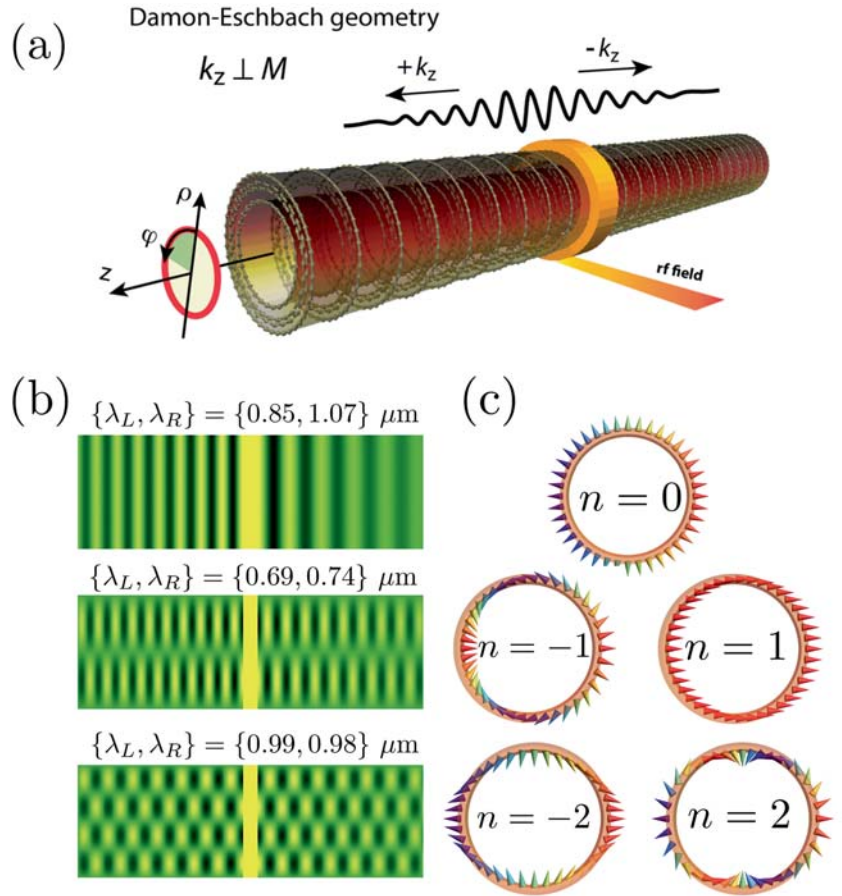 Damon-Eschbach geometry
(a)
k_z ⊥ M
+k_z
-k_z
ρ
φ
z
rf field
(b)
{λ_L, λ_R} = {0.85, 1.07} μm
{λ_L, λ_R} = {0.69, 0.74} μm
{λ_L, λ_R} = {0.99, 0.98} μm
(c)
n = 0
n = −1
n = 1
n = −2
n = 2